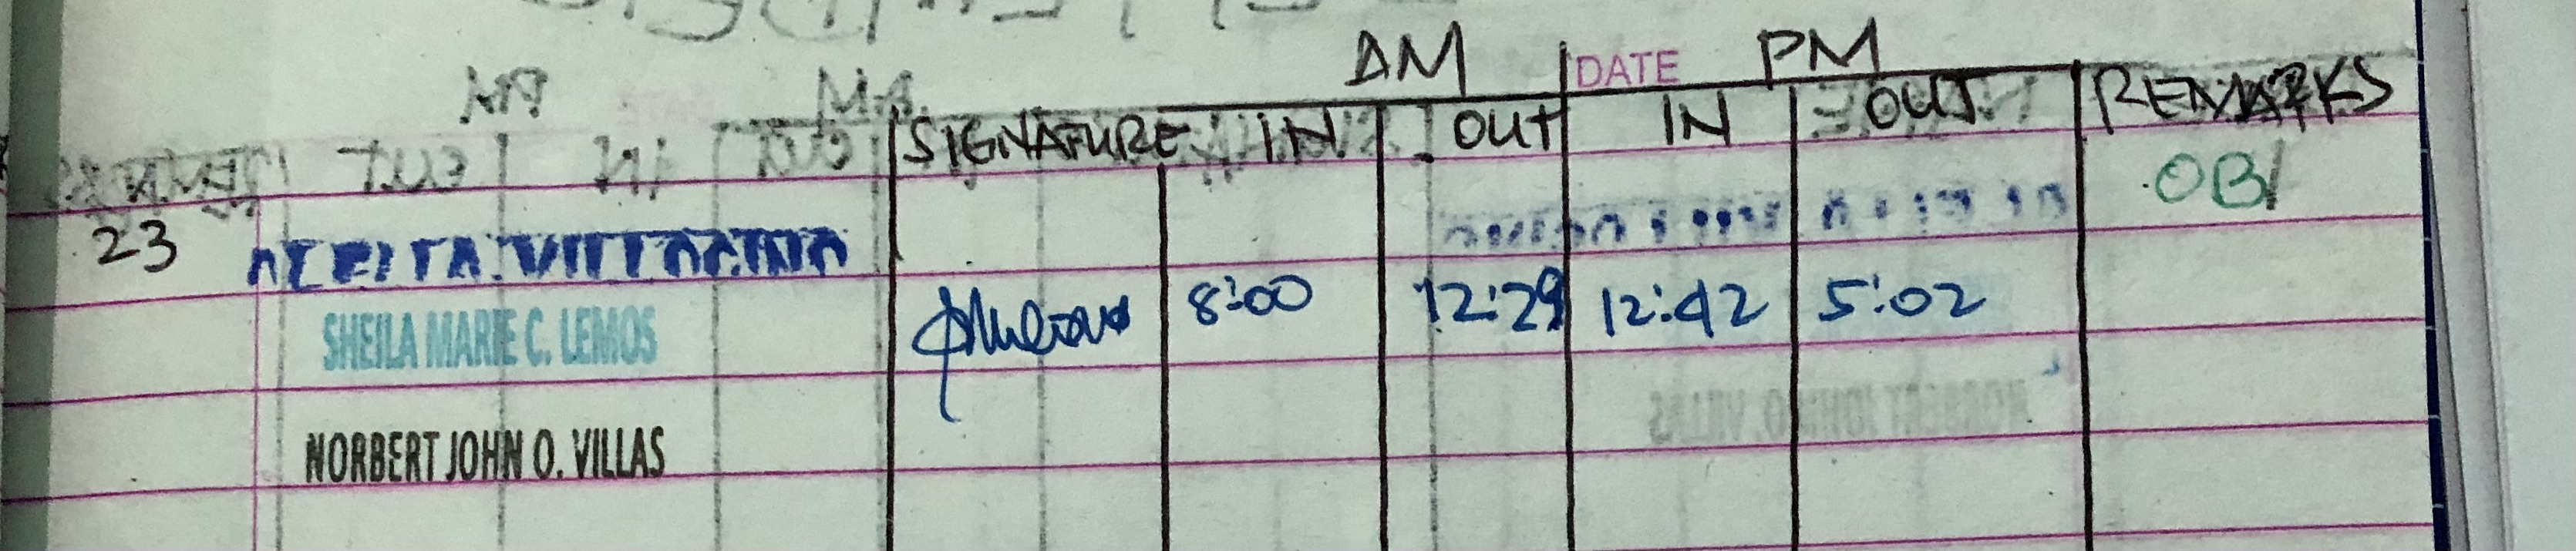 AM DATE PM
SIGNATURE IN OUT IN OUT REMARKS
23 OB
SHEILA MARIE C. LEMOS 8:00 12:29 12:42 5:02
NORBERT JOHN O. VILLAS